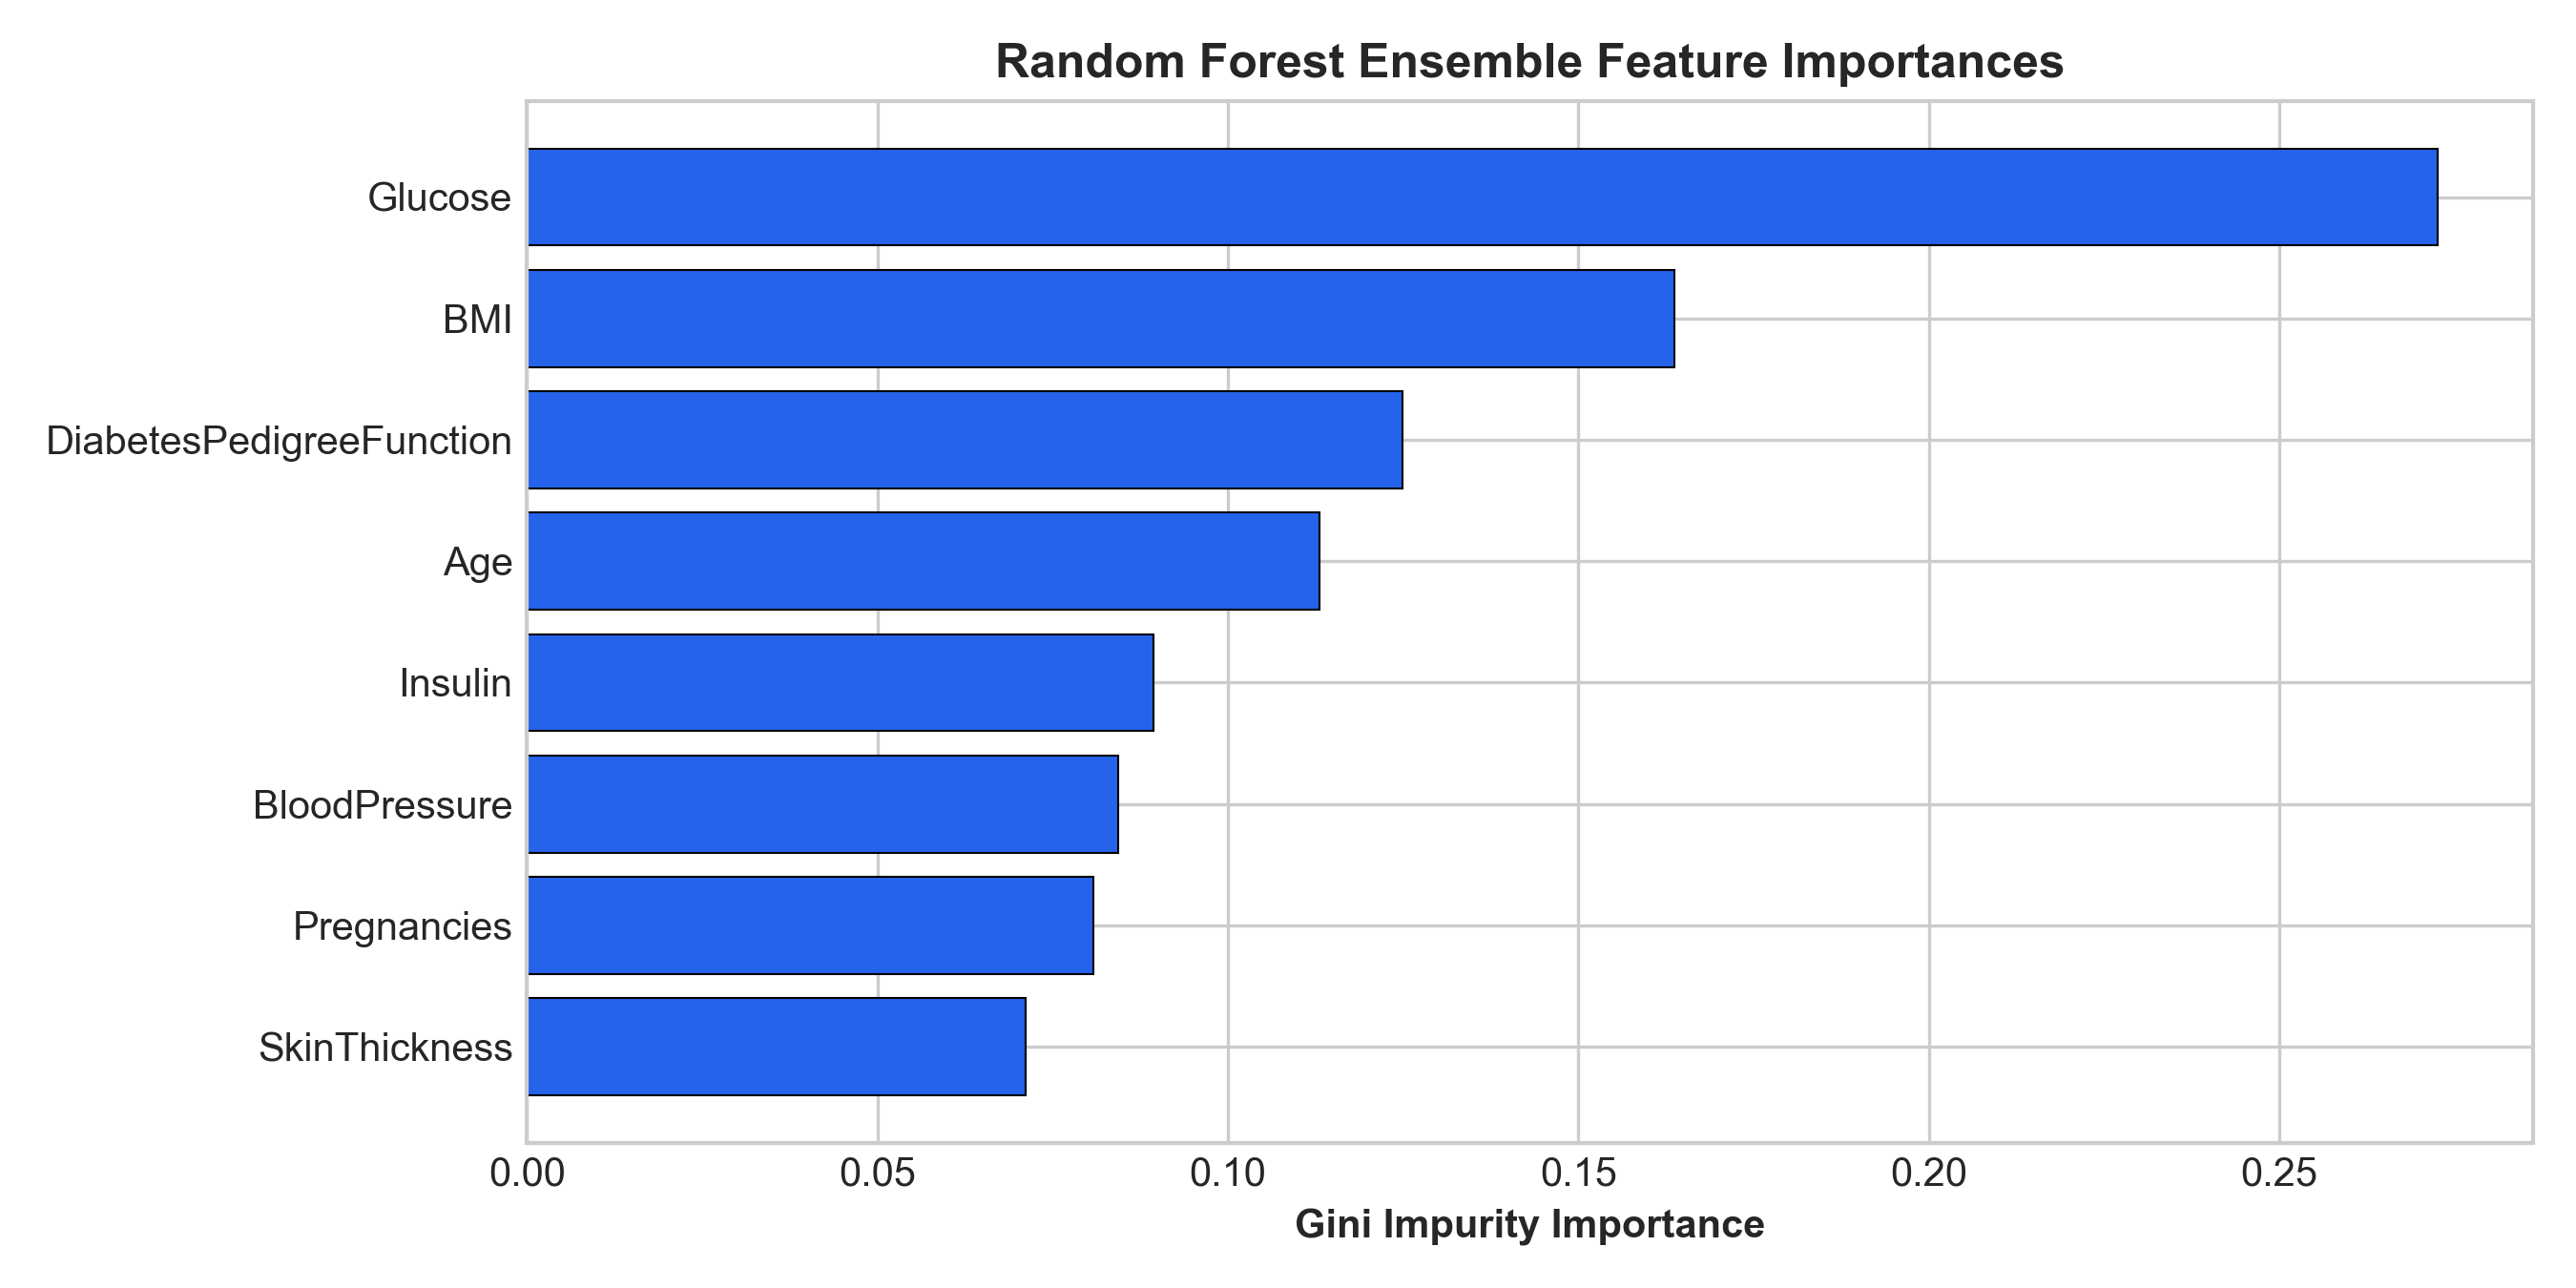 Random Forest Ensemble Feature Importances
Glucose
BMI
DiabetesPedigreeFunction
Age
Insulin
BloodPressure
Pregnancies
SkinThickness
0.00 0.05 0.10 0.15 0.20 0.25
Gini Impurity Importance